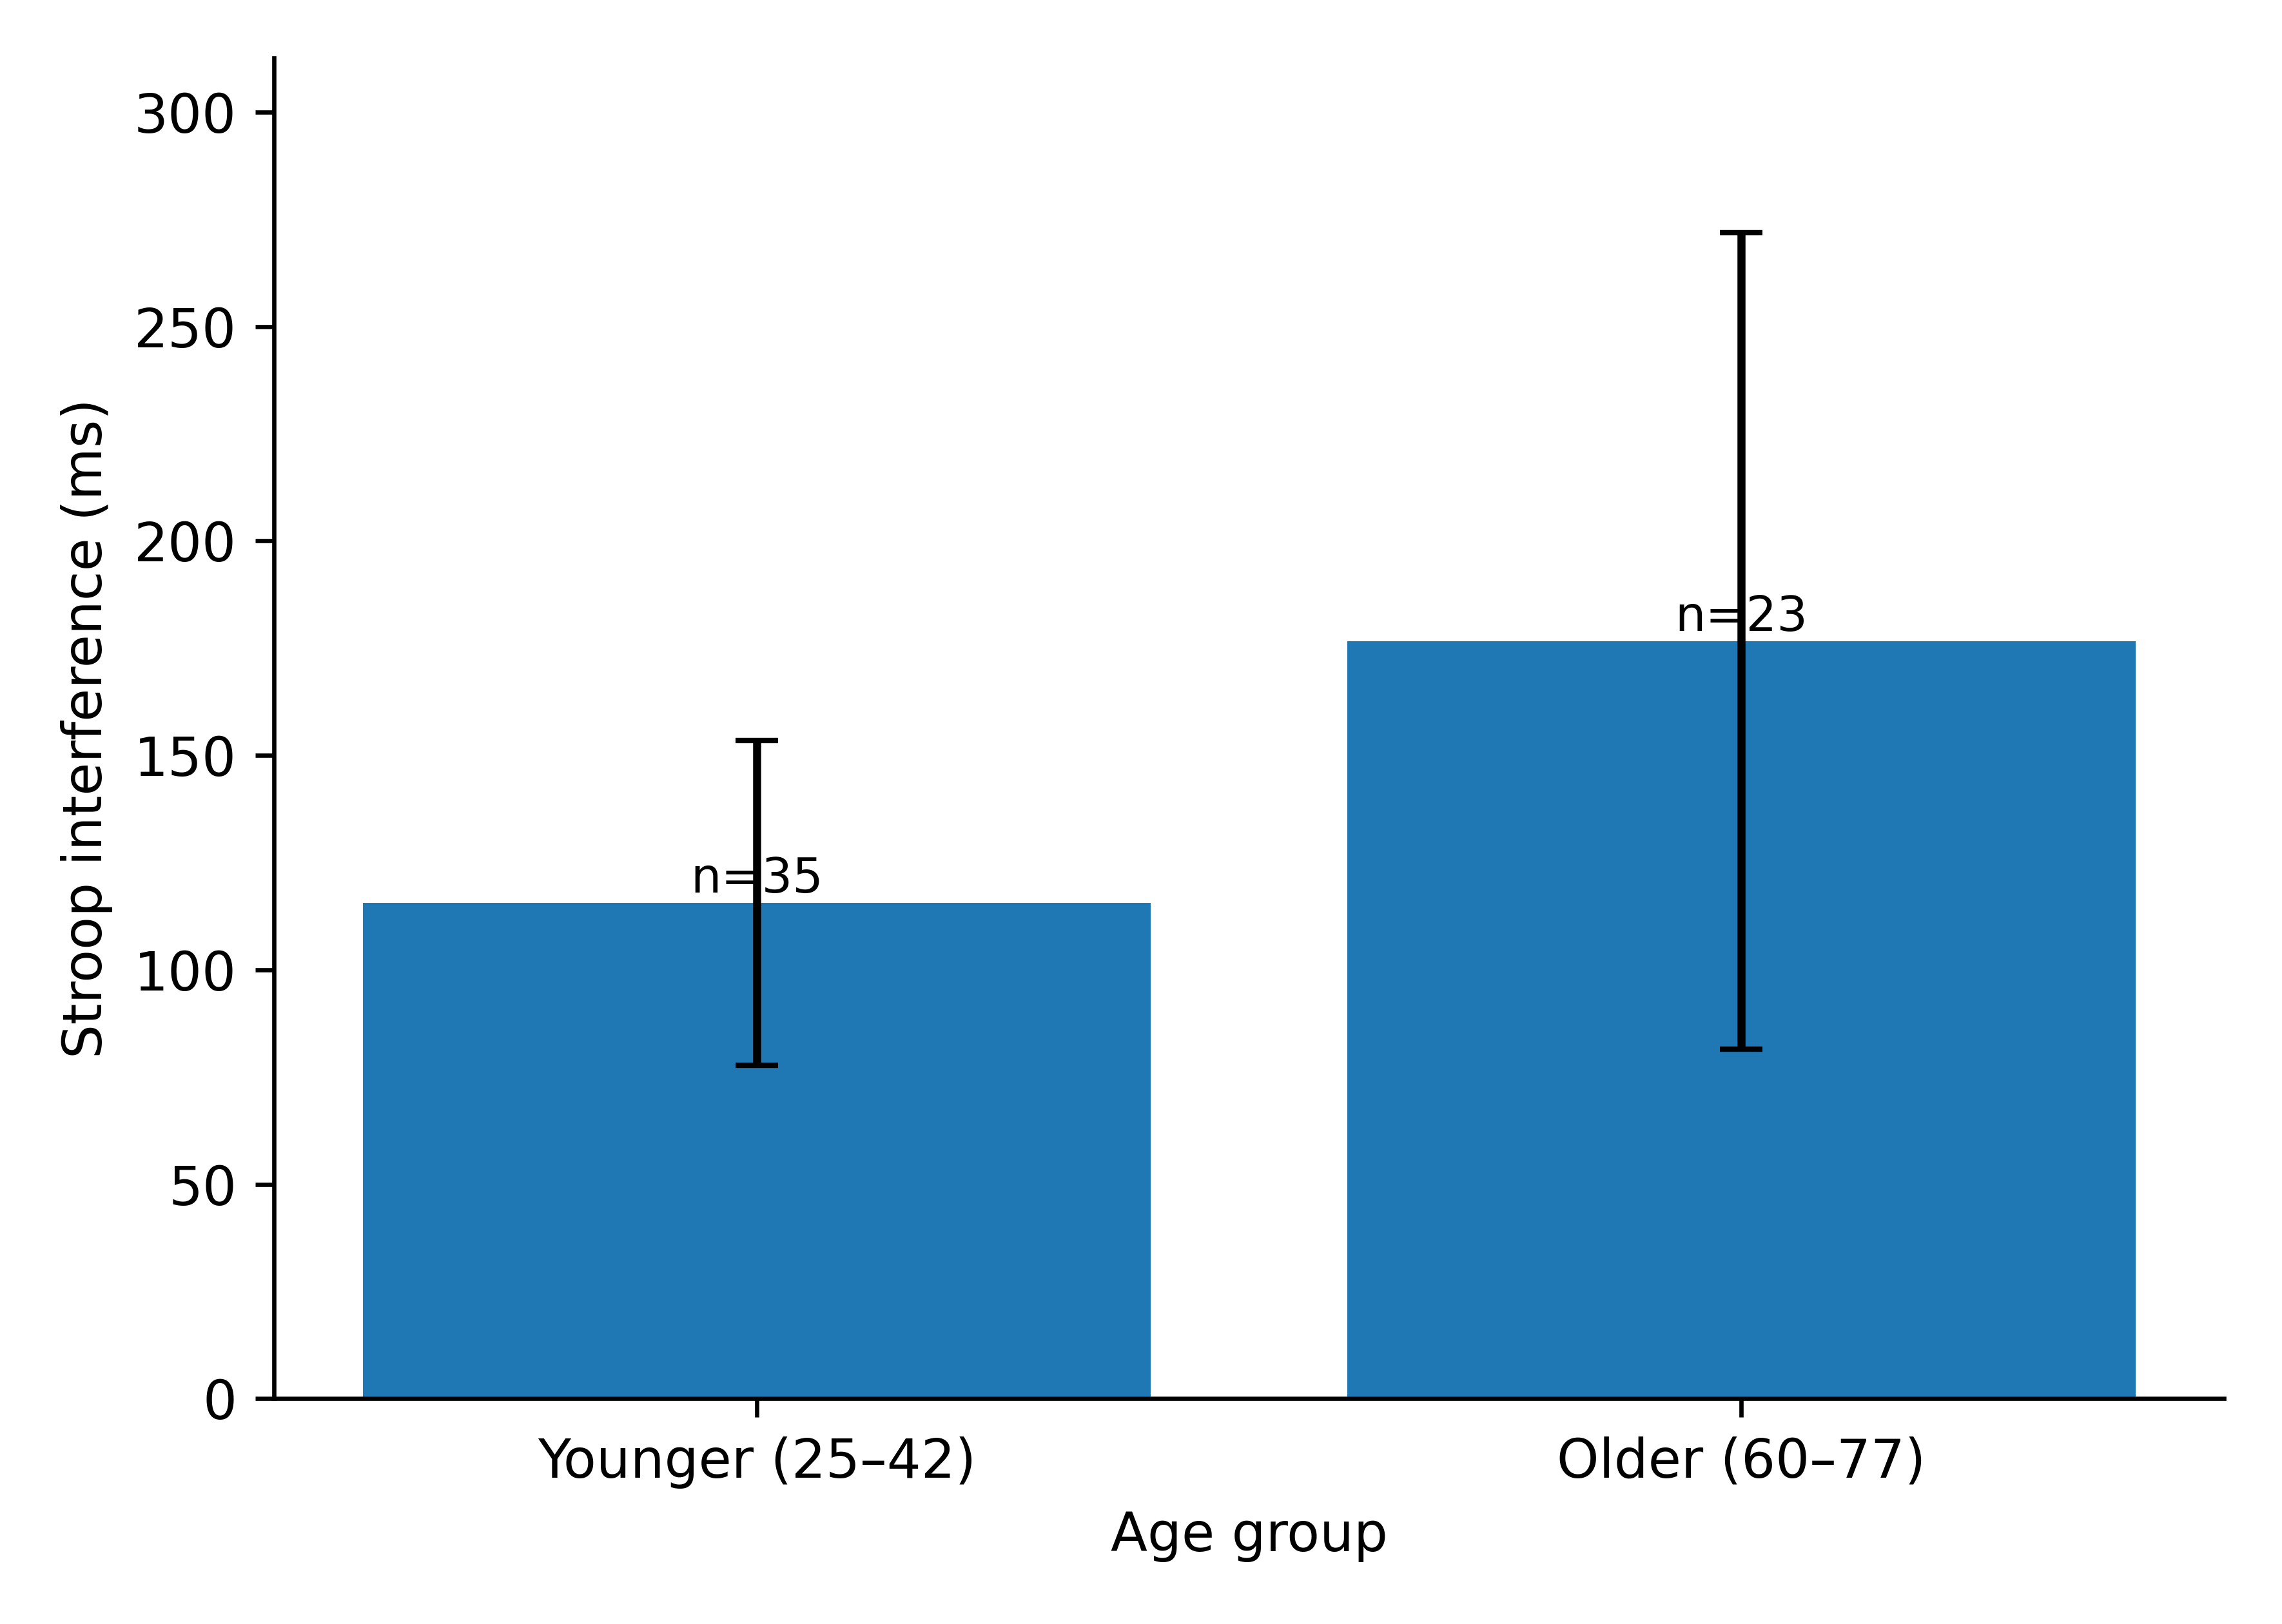 300
250
200
150
100
50
0
Stroop interference (ms)
n=35
n=23
Younger (25–42)
Older (60–77)
Age group